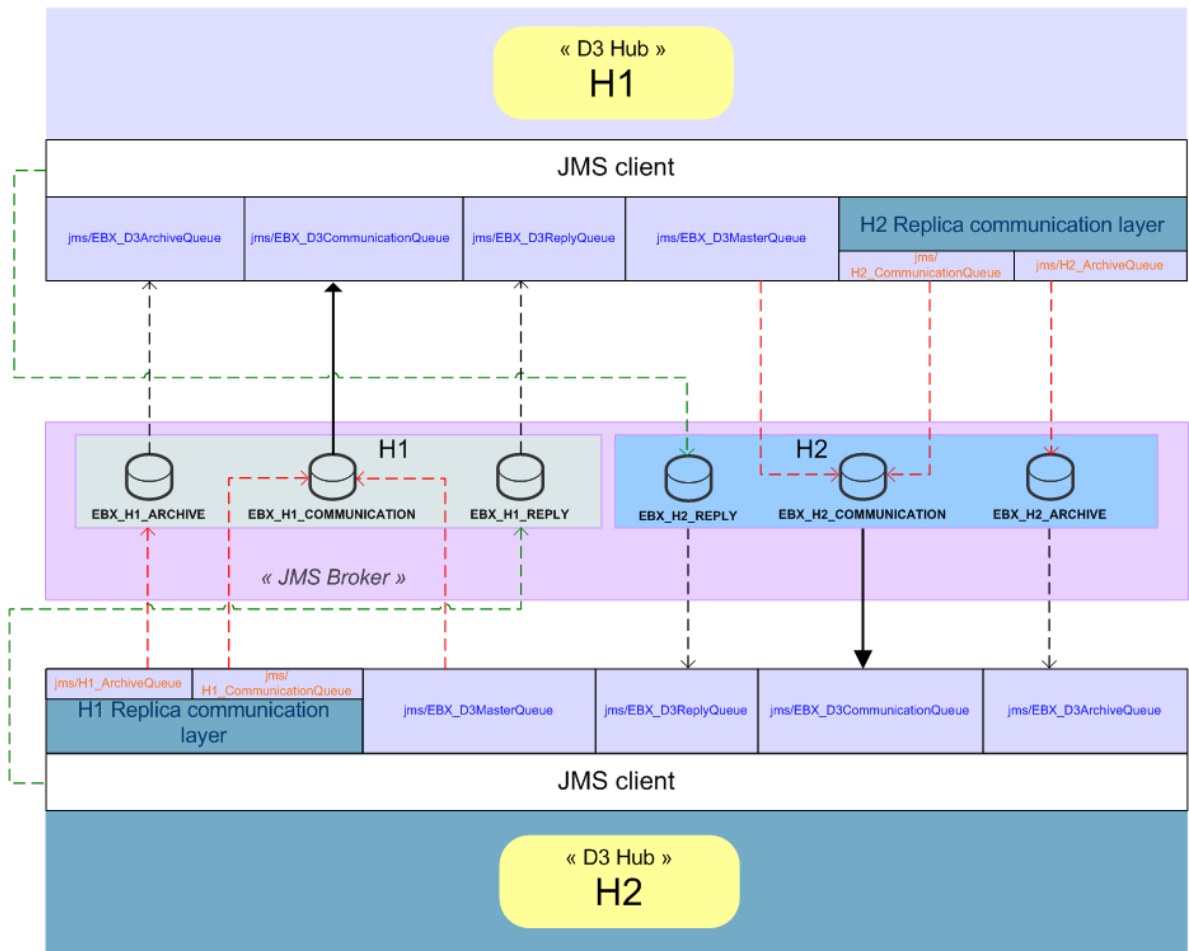 « D3 Hub »
H1
JMS client
jms/EBX_D3ArchiveQueue
jms/EBX_D3CommunicationQueue
jms/EBX_D3ReplyQueue
jms/EBX_D3MasterQueue
H2 Replica communication layer
jms/
H2_CommunicationQueue
jms/H2_ArchiveQueue
H1
EBX_H1_ARCHIVE
EBX_H1_COMMUNICATION
EBX_H1_REPLY
H2
EBX_H2_REPLY
EBX_H2_COMMUNICATION
EBX_H2_ARCHIVE
« JMS Broker »
jms/H1_ArchiveQueue
jms/
H1_CommunicationQueue
H1 Replica communication
layer
jms/EBX_D3MasterQueue
jms/EBX_D3ReplyQueue
jms/EBX_D3CommunicationQueue
jms/EBX_D3ArchiveQueue
JMS client
« D3 Hub »
H2